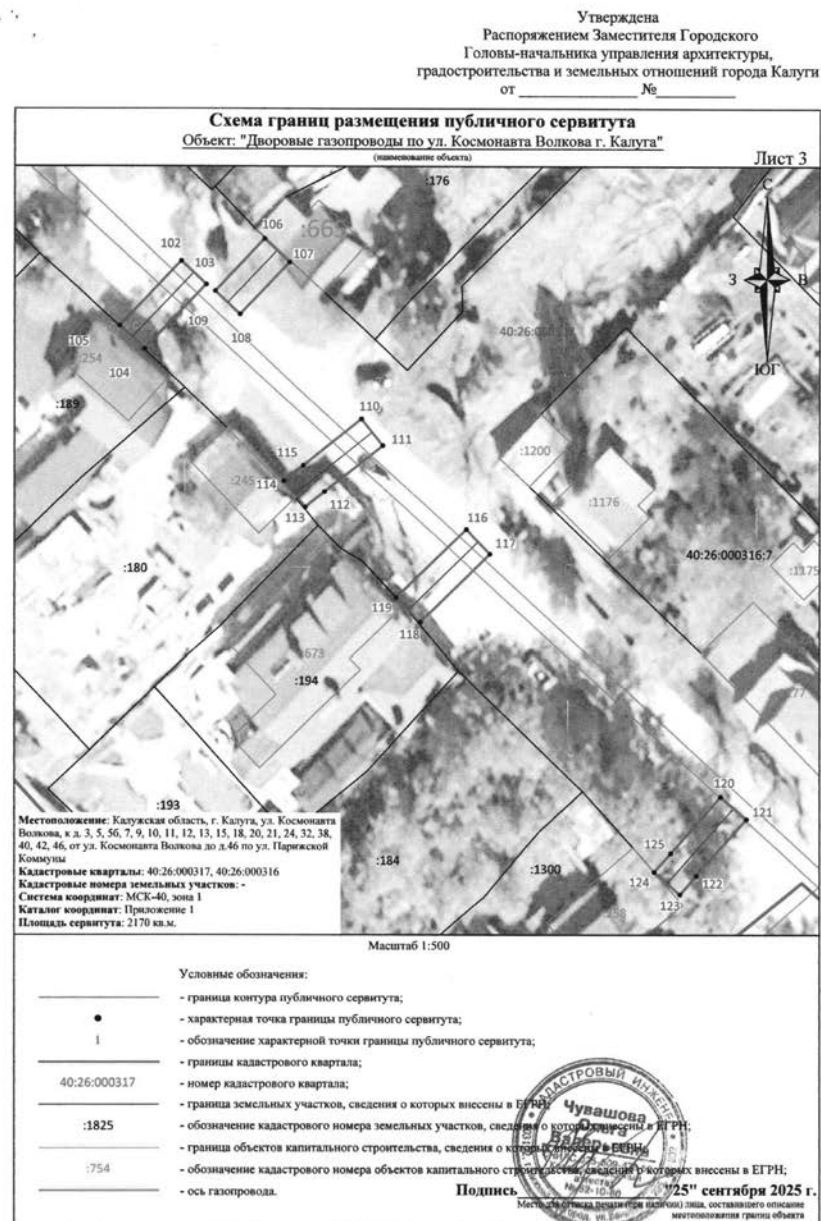 Утверждена
Распоряжением Заместителя Городского
Головы-начальника управления архитектуры,
градостроительства и земельных отношений города Калуги
от ____________ №________
Схема границ размещения публичного сервитута
Объект: "Дворовые газопроводы по ул. Космонавта Волкова г. Калуга"
(наименование объекта)
Лист 3
:176
С
106
:66
102
107
103
З
В
109
108
40:26:000
105
:254
104
ЮГ
:189
110
111
:1200
115
:245
114
112
:1176
113
116
117
40:26:000316:7
:1175
:180
119
118
:673
:194
:77
120
:193
121
125
:184
:1300
124
122
123
Местоположение: Калужская область, г. Калуга, ул. Космонавта
Волкова, к д. 3, 5, 5б, 7, 9, 10, 11, 12, 13, 15, 18, 20, 21, 24, 32, 38,
40, 42, 46, от ул. Космонавта Волкова до д.46 по ул. Парижской
Коммуны
Кадастровые кварталы: 40:26:000317, 40:26:000316
Кадастровые номера земельных участков: -
Система координат: МСК-40, зона 1
Каталог координат: Приложение 1
Площадь сервитута: 2170 кв.м.
Масштаб 1:500
Условные обозначения:
- граница контура публичного сервитута;
- характерная точка границы публичного сервитута;
1 - обозначение характерной точки границы публичного сервитута;
- границы кадастрового квартала;
40:26:000317 - номер кадастрового квартала;
- граница земельных участков, сведения о которых внесены в ЕГРН;
:1825 - обозначение кадастрового номера земельных участков, сведения о которых внесены в ЕГРН;
- граница объектов капитального строительства, сведения о которых внесены в ЕГРН;
:754 - обозначение кадастрового номера объектов капитального строительства, сведения о которых внесены в ЕГРН;
- ось газопровода.
КАДАСТРОВЫЙ ИНЖЕНЕР
Чувашова
Ольга
Валерьевна
Подпись "25" сентября 2025 г.
Место для оттиска печати (при наличии) лица, составившего описание
местоположения границ объекта